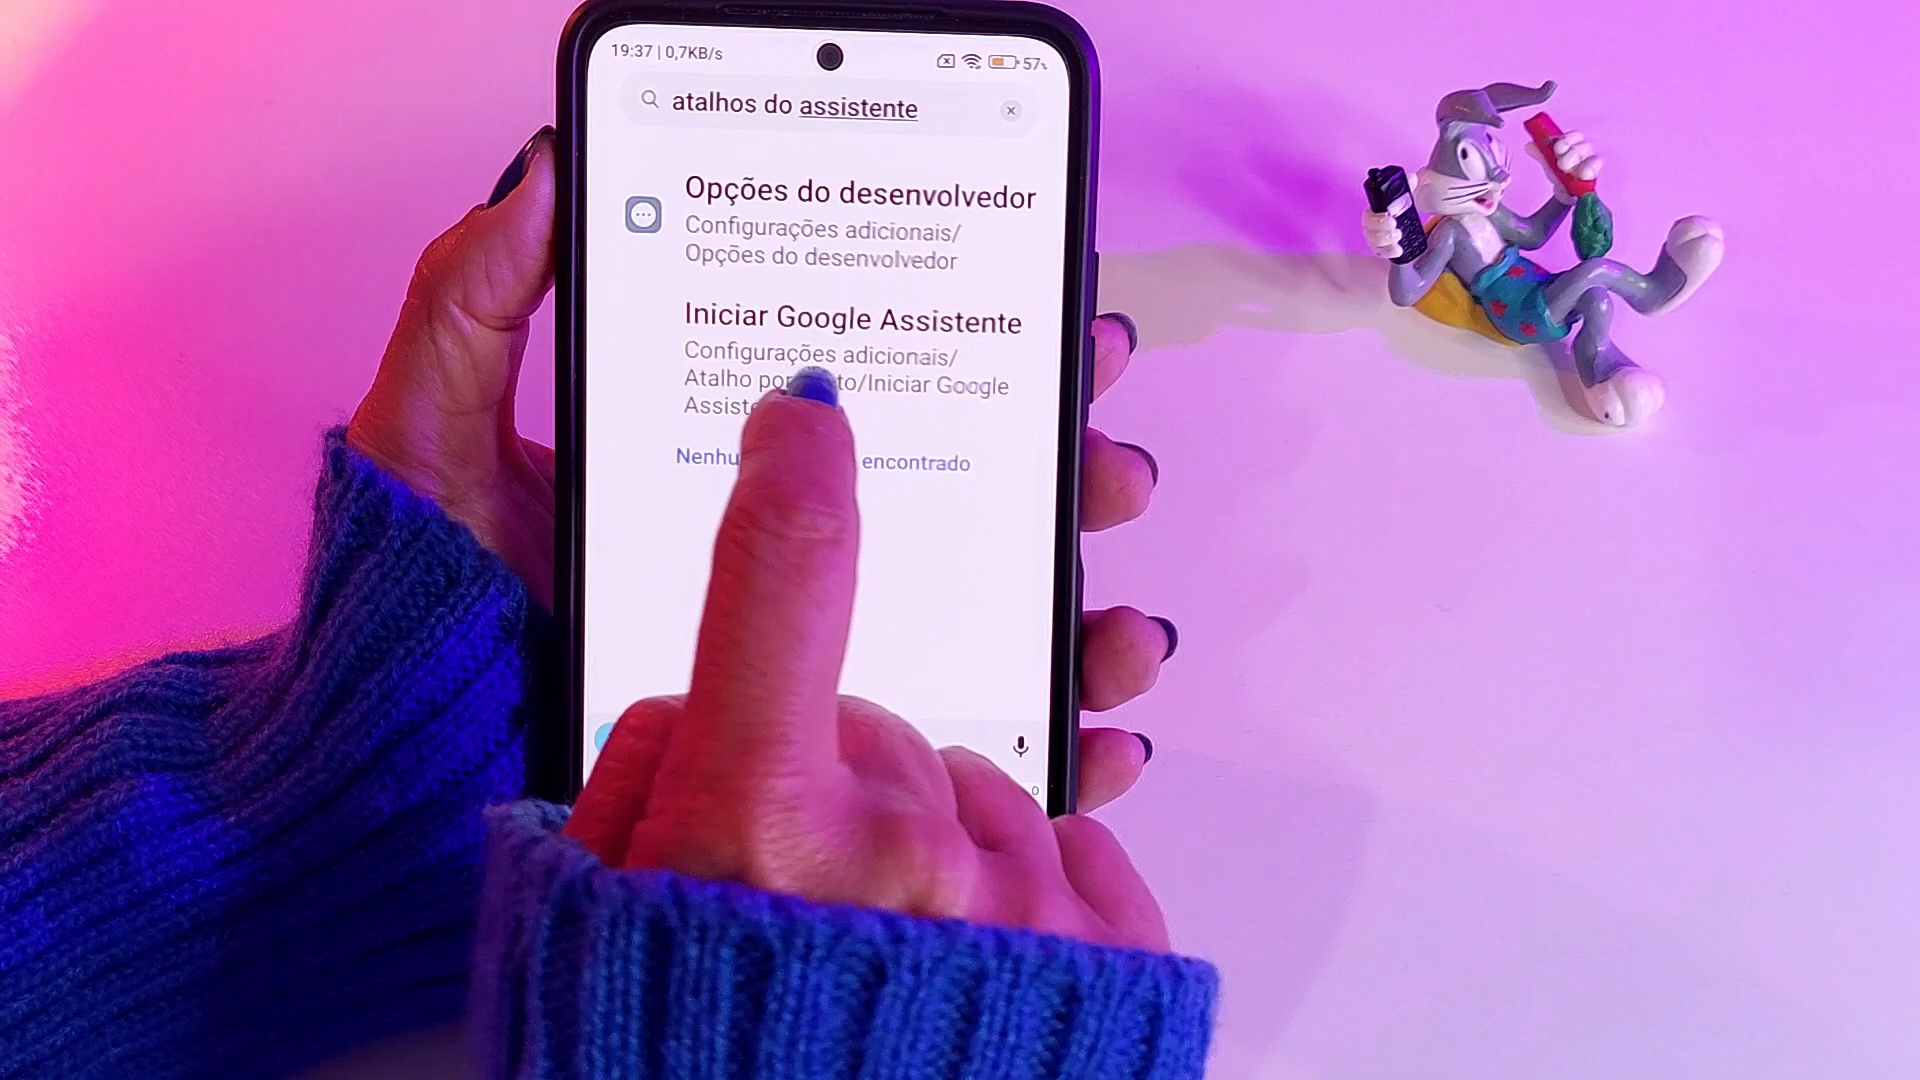 19:37 | 0,7KB/s
57%
atalhos do assistente
Opções do desenvolvedor
Configurações adicionais/
Opções do desenvolvedor
Iniciar Google Assistente
Configurações adicionais/
Atalho to/Iniciar Google
encontrado